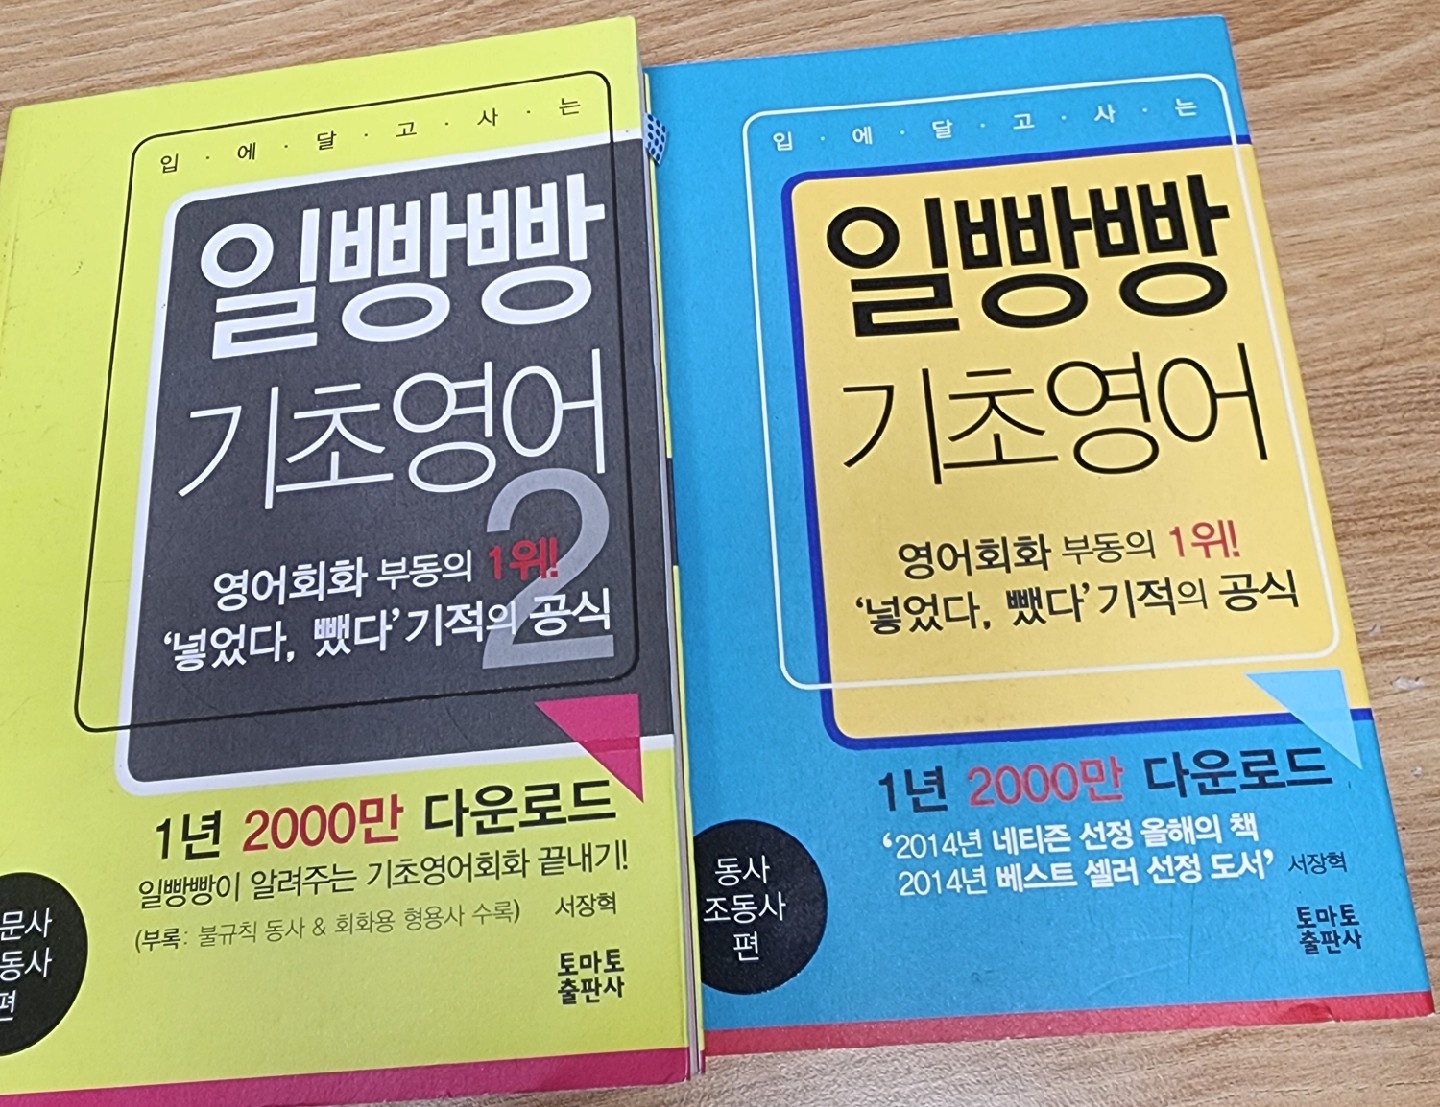 입·에·달·고·사·는
일빵빵
기초영어
2
영어회화 부동의 1위!
'넣었다, 뺐다' 기적의 공식
1년 2000만 다운로드
일빵빵이 알려주는 기초영어회화 끝내기!
(부록: 불규칙 동사 & 회화용 형용사 수록)
서장혁
문사
동사
편
토마토
출판사
입·에·달·고·사·는
일빵빵
기초영어
영어회화 부동의 1위!
'넣었다, 뺐다' 기적의 공식
1년 2000만 다운로드
'2014년 네티즌 선정 올해의 책
2014년 베스트 셀러 선정 도서'
서장혁
동사
조동사
편
토마토
출판사